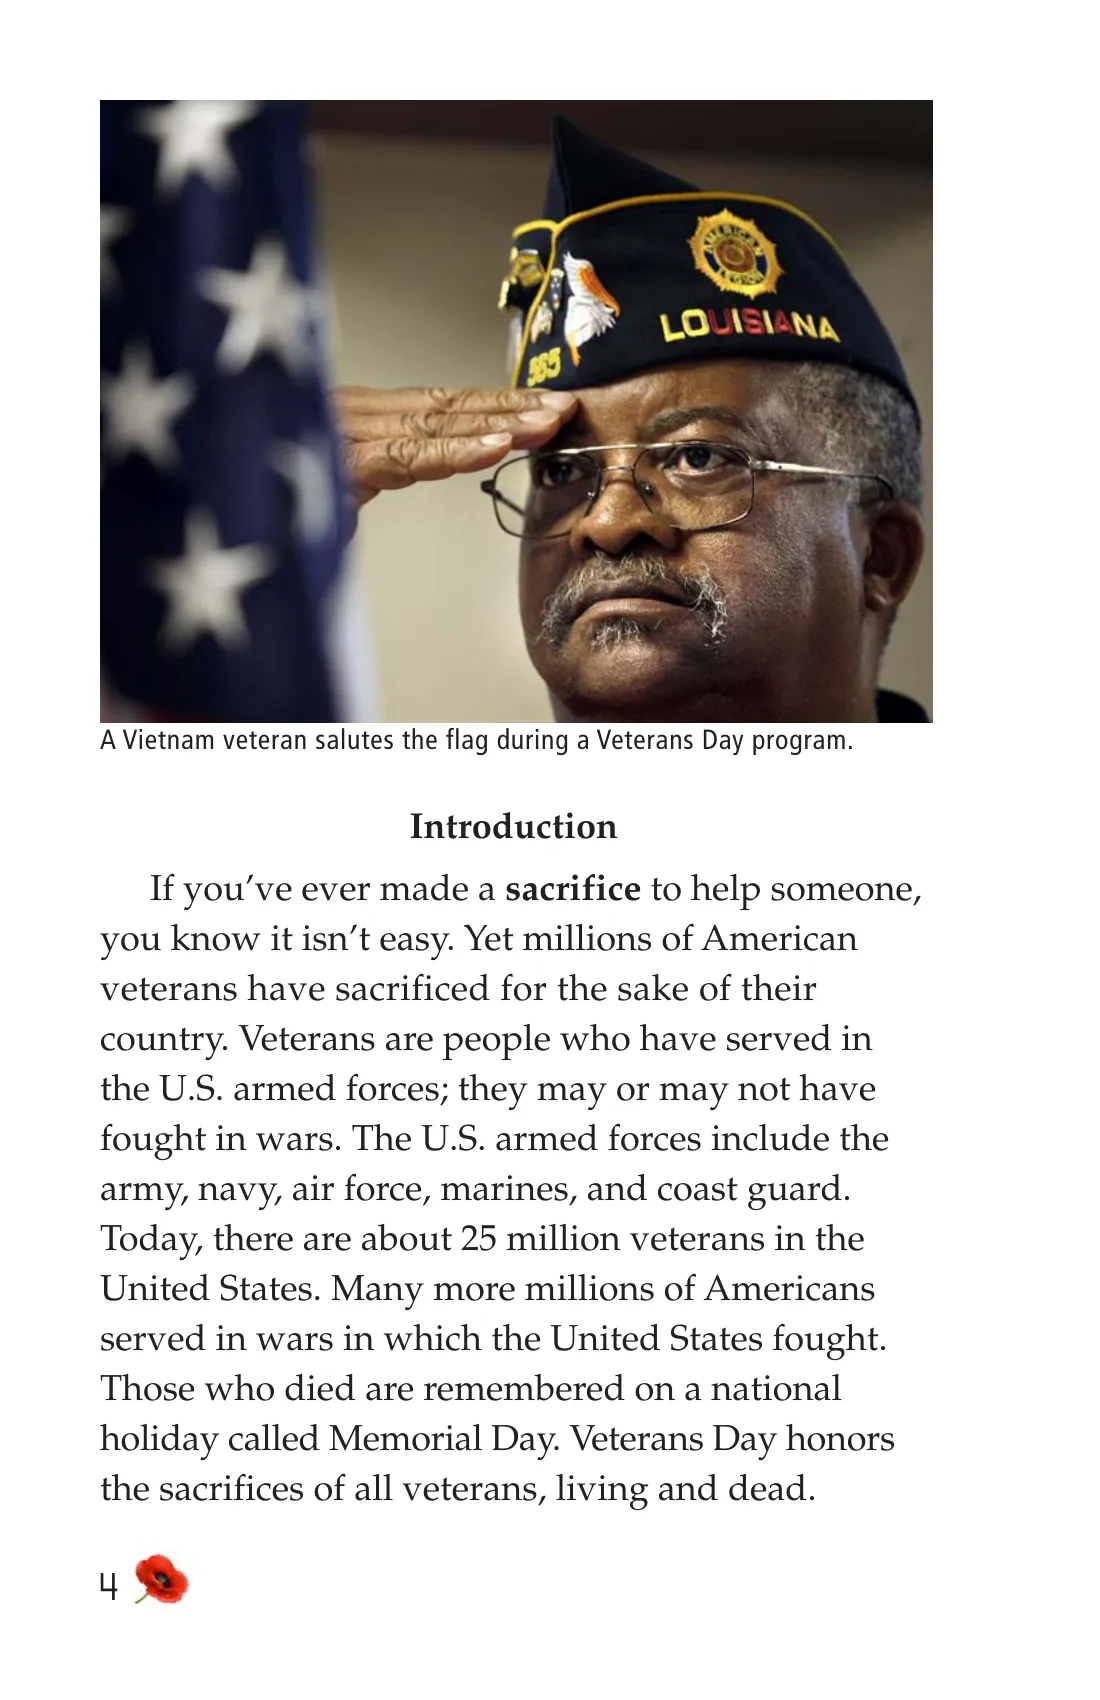 AMERICAN
LEGION
LOUISIANA
565
A Vietnam veteran salutes the flag during a Veterans Day program.
Introduction
If you’ve ever made a sacrifice to help someone,
you know it isn’t easy. Yet millions of American
veterans have sacrificed for the sake of their
country. Veterans are people who have served in
the U.S. armed forces; they may or may not have
fought in wars. The U.S. armed forces include the
army, navy, air force, marines, and coast guard.
Today, there are about 25 million veterans in the
United States. Many more millions of Americans
served in wars in which the United States fought.
Those who died are remembered on a national
holiday called Memorial Day. Veterans Day honors
the sacrifices of all veterans, living and dead.
4